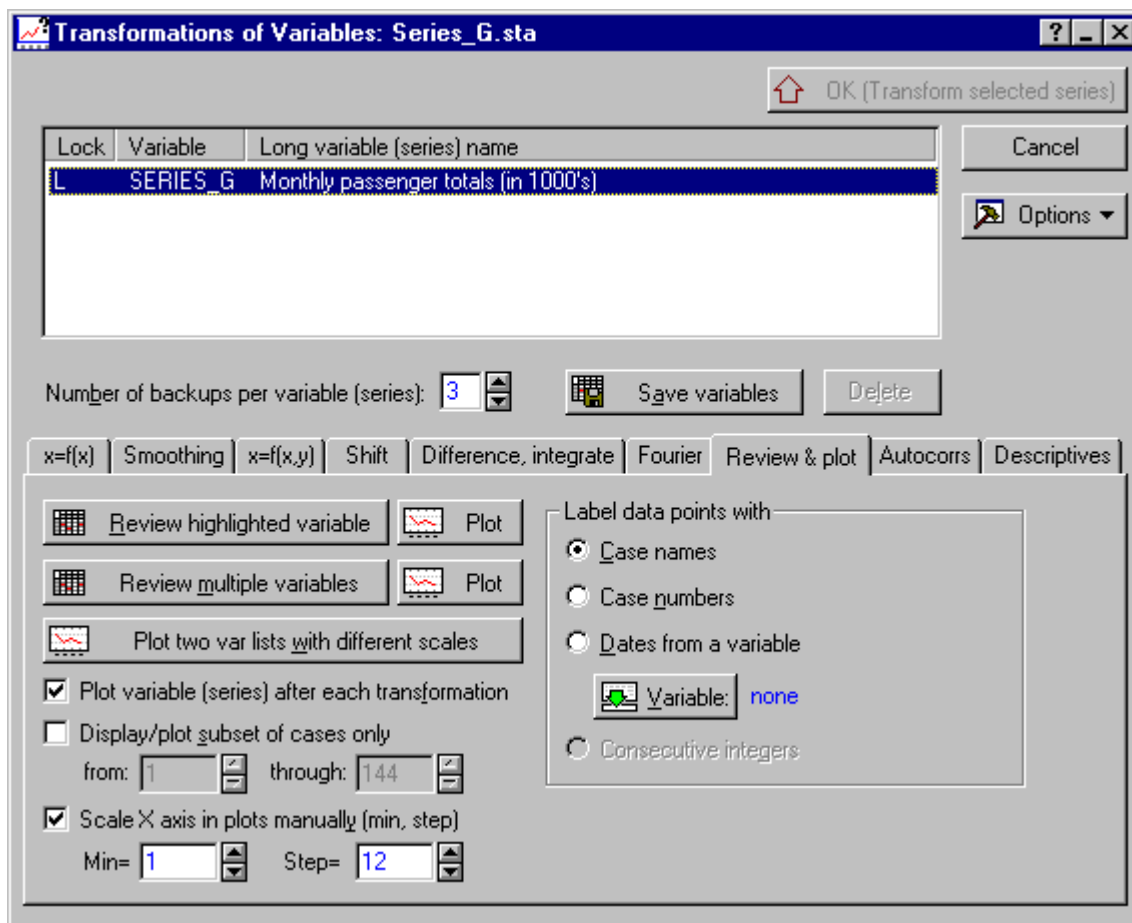 Transformations of Variables: Series_G.sta
OK (Transform selected series)
Lock Variable Long variable (series) name
L SERIES_G Monthly passenger totals (in 1000's)
Cancel
Options
Number of backups per variable (series): 3 Save variables Delete
x=f(x) Smoothing x=f(x,y) Shift Difference, integrate Fourier Review & plot Autocorrs Descriptives
Review highlighted variable Plot
Review multiple variables Plot
Plot two var lists with different scales
Plot variable (series) after each transformation
Display/plot subset of cases only
from: 1 through: 144
Scale X axis in plots manually (min, step)
Min= 1 Step= 12
Label data points with
Case names
Case numbers
Dates from a variable
Variable: none
Consecutive integers